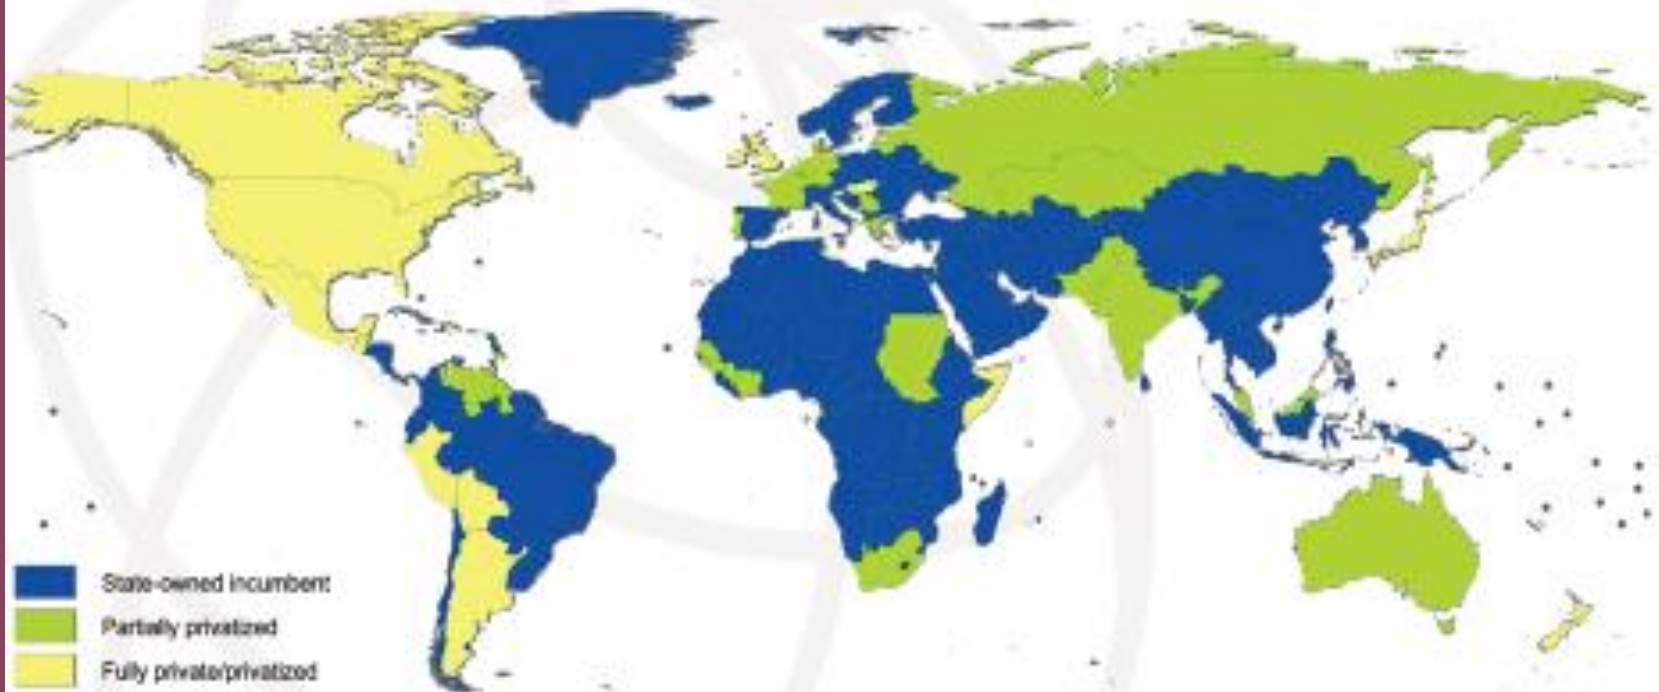 State-owned incumbent
Partially privatized
Fully private/privatized